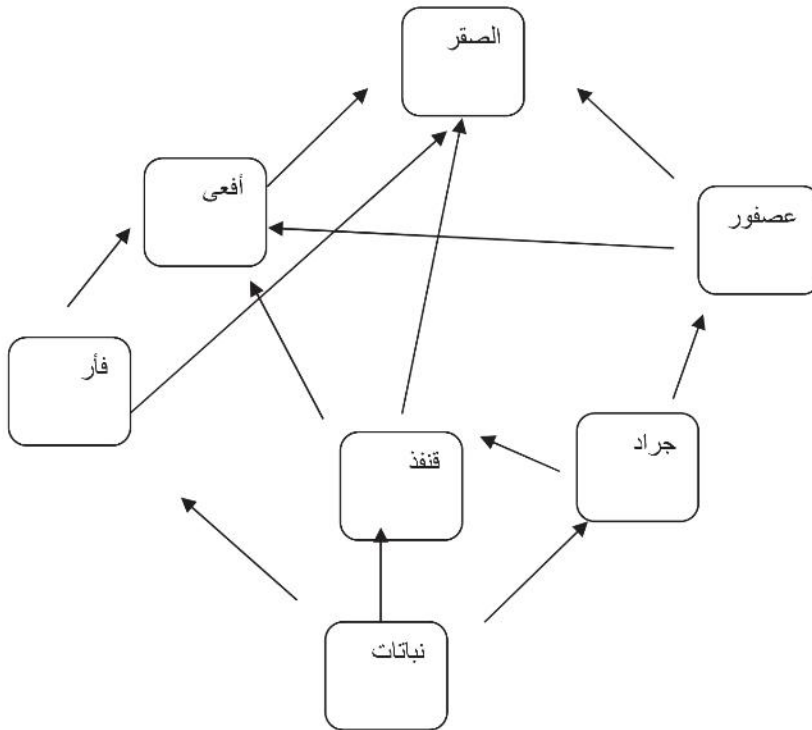 الصقر
أفعى
عصفور
فأر
جراد
قنفذ
نباتات